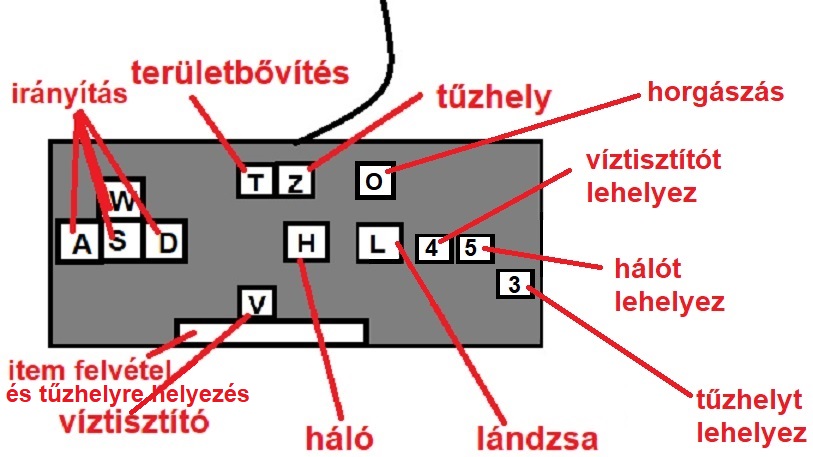 területbővítés
irányítás
tűzhely
horgászás
víztisztítót
lehelyez
T Z O
W
A S D H L 4 5
3
V
hálót
lehelyez
item felvétel
és tűzhelyre helyezés
víztisztító
háló
lándzsa
tűzhelyt
lehelyez